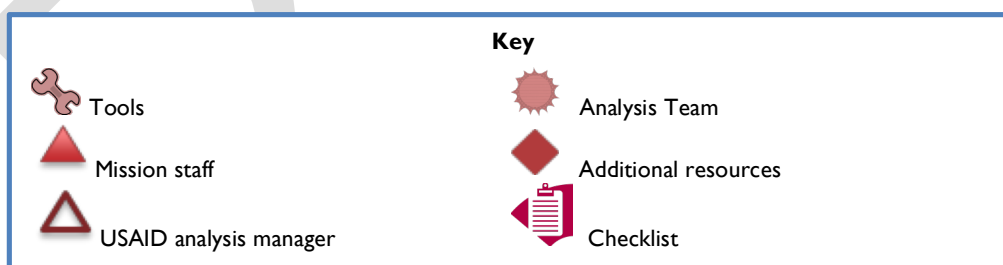 Key
Tools
Analysis Team
Mission staff
Additional resources
USAID analysis manager
Checklist